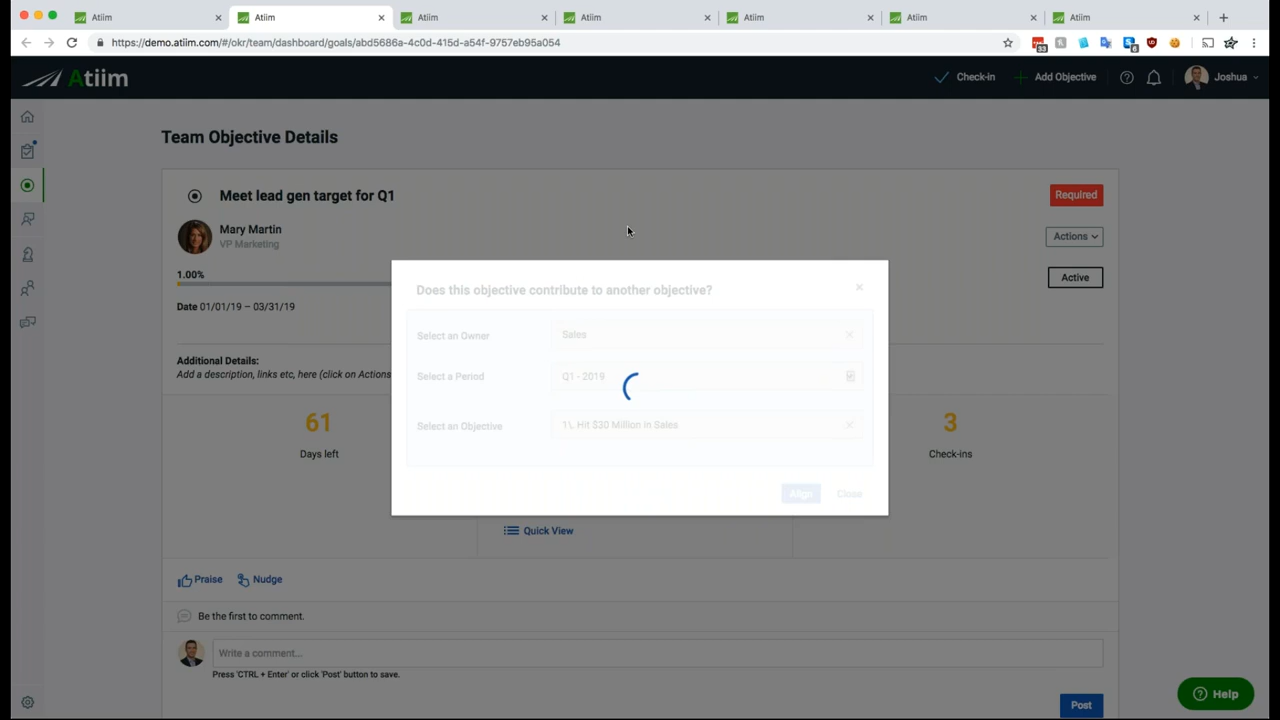 Atiim
Atiim
Atiim
Atiim
Atiim
Atiim
Atiim
https://demo.atiim.com/#/okr/team/dashboard/goals/abd5686a-4c0d-415d-a54f-9757eb95a054
33
6
Atiim
Check-in
Add Objective
Joshua
Team Objective Details
Meet lead gen target for Q1
Required
Mary Martin
VP Marketing
Actions
1.00%
Active
Date 01/01/19 – 03/31/19
Does this objective contribute to another objective?
Select an Owner
Sales
Select a Period
Q1 - 2019
Select an Objective
1\. Hit $30 Million in Sales
Align
Close
Additional Details:
Add a description, links etc, here (click on Actions
61
Days left
3
Check-ins
Quick View
Praise
Nudge
Be the first to comment.
Write a comment...
Press 'CTRL + Enter' or click 'Post' button to save.
Help
Post